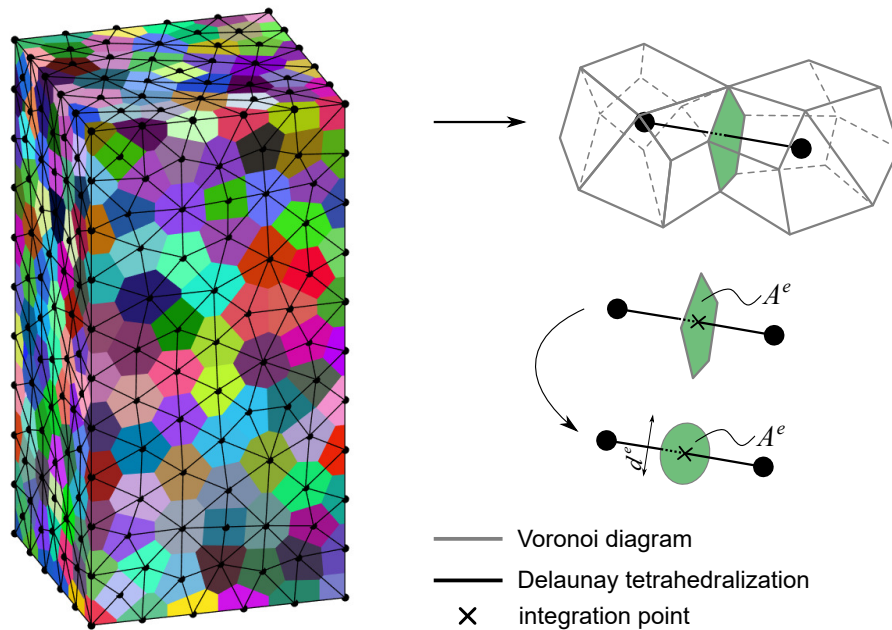 A^e
A^e
d^e
Voronoi diagram
Delaunay tetrahedralization
integration point